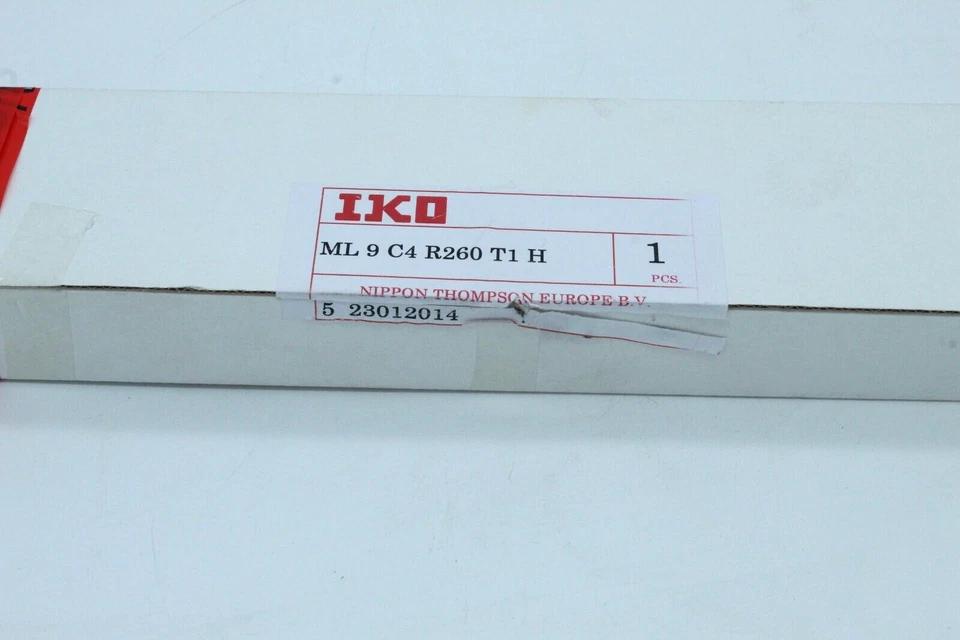 IKO
ML 9 C4 R260 T1 H
1
PCS.
NIPPON THOMPSON EUROPE B.V.
5 23012014